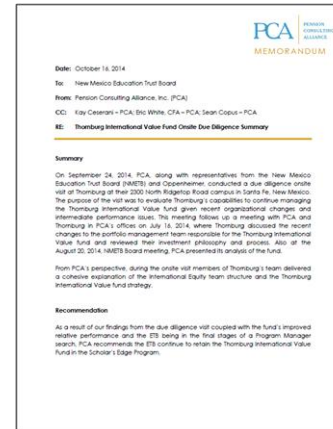 PCA
PENSION
CONSULTING
ALLIANCE
MEMORANDUM
Date: October 16, 2014
To: New Mexico Education Trust Board
From: Pension Consulting Alliance, Inc. (PCA)
CC: Kay Ceserani – PCA; Eric White, CFA – PCA; Sean Copus – PCA
RE: Thornburg International Value Fund Onsite Due Diligence Summary
Summary
On September 24, 2014, PCA, along with representatives from the New Mexico
Education Trust Board (NMETB) and Oppenheimer, conducted a due diligence onsite
visit at Thornburg at their 2300 North Ridgetop Road campus in Santa Fe, New Mexico.
The purpose of the visit was to evaluate Thornburg's capabilities to continue managing
the Thornburg International Value Fund given recent organizational changes and
intermediate performance issues. This meeting follows up a meeting with PCA and
Thornburg in PCA's offices on July 16, 2014, where Thornburg discussed the recent
changes to the portfolio management team responsible for the Thornburg International
Value fund and reviewed their investment philosophy and process. Also at the
August 20, 2014, NMETB Board meeting, PCA presented its analysis of the fund.
From PCA's perspective, during the onsite visit members of Thornburg's team delivered
a cohesive explanation of the International Equity team structure and the Thornburg
International Value fund strategy.
Recommendation
As a result of our findings from the due diligence visit coupled with the fund's improved
relative performance and the ETB being in the final stages of a Program Manager
search, PCA recommends the ETB continue to retain the Thornburg International Value
Fund in the Scholar's Edge Program.